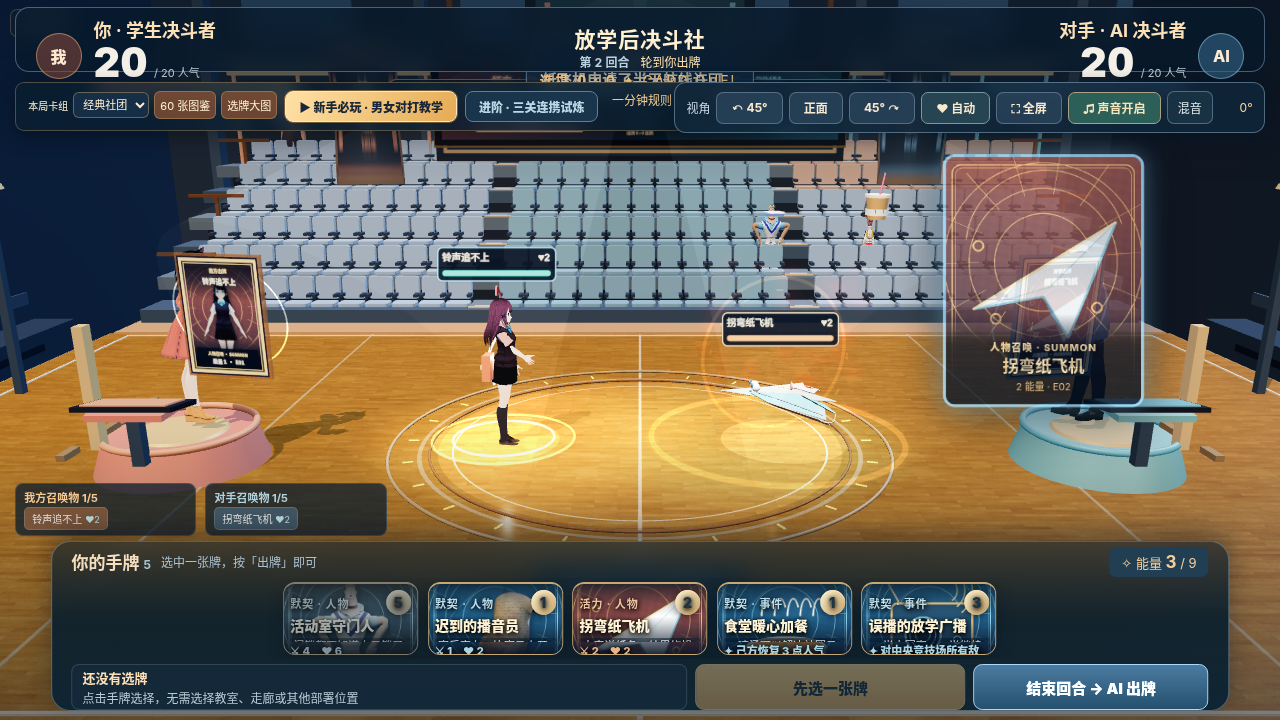 我
你 · 学生决斗者
20 / 20 人气
放学后决斗社
第 2 回合 轮到你出牌
对手 · AI 决斗者
20 / 20 人气
AI
本局卡组
经典社团
60 张图鉴
选牌大图
▶ 新手必玩 · 男女对打教学
进阶 · 三关连携试炼
一分钟规则
视角
↶ 45°
正面
45° ↷
♥ 自动
⛶ 全屏
♫ 声音开启
混音
0°
铃声追不上 ♥2
铃声追不上
拐弯纸飞机 ♥2
人物召唤 · SUMMON
拐弯纸飞机
2 能量 · E02
我方召唤物 1/5
铃声追不上 ♥2
对手召唤物 1/5
拐弯纸飞机 ♥2
你的手牌 5 选中一张牌，按「出牌」即可
✧ 能量 3 / 9
默契 · 人物 5
活动室守门人
⚔ 4 ♥ 6
默契 · 人物 1
迟到的播音员
⚔ 1 ♥ 2
活力 · 人物 2
拐弯纸飞机
⚔ 2 ♥ 2
默契 · 事件 1
食堂暖心加餐
✦ 己方恢复 3 点人气
默契 · 事件 3
误播的放学广播
✦ 对中央竞技场所有敌
还没有选牌
点击手牌选择，无需选择教室、走廊或其他部署位置
先选一张牌
结束回合 → AI 出牌